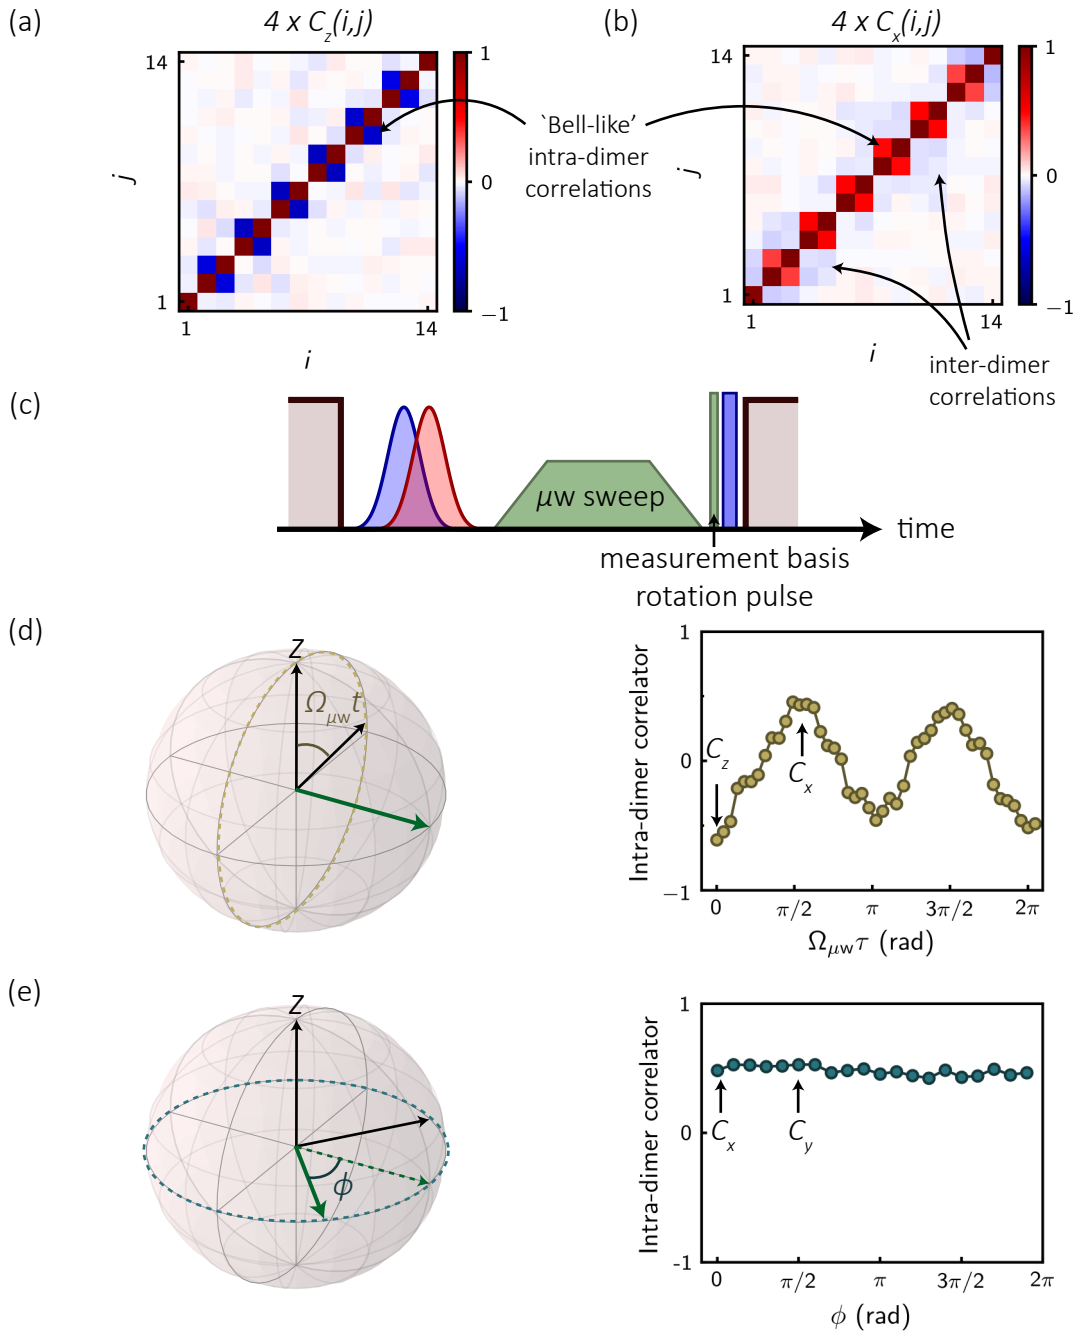 (a)
4 x C_z(i,j)
14
j
1
1
14
i
1
0
−1
(b)
4 x C_x(i,j)
14
j
1
1
14
i
1
0
−1
`Bell-like’
intra-dimer
correlations
inter-dimer
correlations
(c)
μw sweep
time
measurement basis
rotation pulse
(d)
z
Ω_μw t
Intra-dimer correlator
1
0
−1
C_z
C_x
0
π/2
π
3π/2
2π
Ω_μw τ (rad)
(e)
z
ϕ
Intra-dimer correlator
1
0
-1
C_x
C_y
0
π/2
π
3π/2
2π
ϕ (rad)